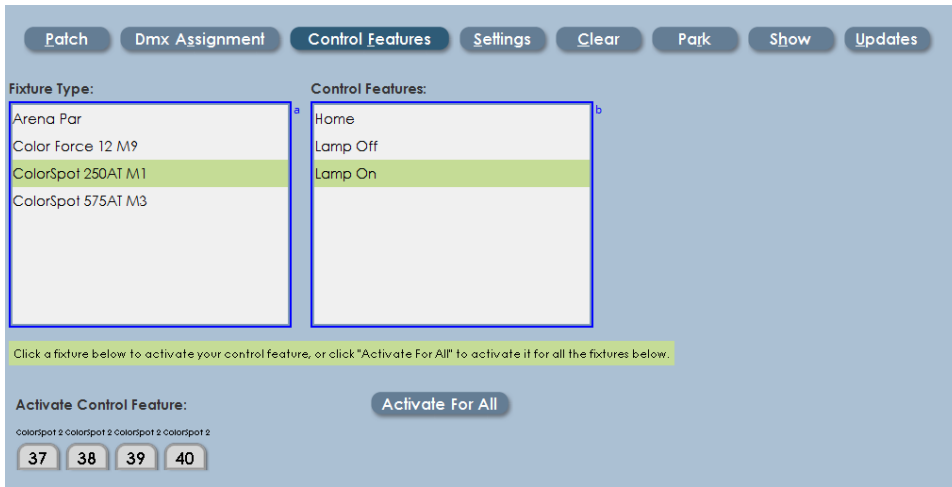 Patch Dmx Assignment Control Features Settings Clear Park Show Updates
Fixture Type: Control Features:
Arena Par Home
Color Force 12 M9 Lamp Off
ColorSpot 250AT M1 Lamp On
ColorSpot 575AT M3
a b
Click a fixture below to activate your control feature, or click "Activate For All" to activate it for all the fixtures below.
Activate Control Feature: Activate For All
ColorSpot 2 ColorSpot 2 ColorSpot 2 ColorSpot 2
37 38 39 40